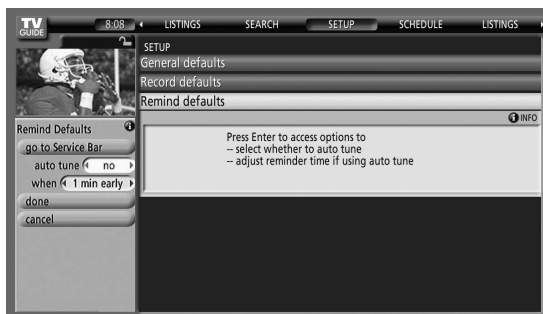 TV
GUIDE
8:08
LISTINGS SEARCH SETUP SCHEDULE LISTINGS
SETUP
General defaults
Record defaults
Remind defaults
INFO
Remind Defaults
go to Service Bar
auto tune no
when 1 min early
done
cancel
Press Enter to access options to
-- select whether to auto tune
-- adjust reminder time if using auto tune